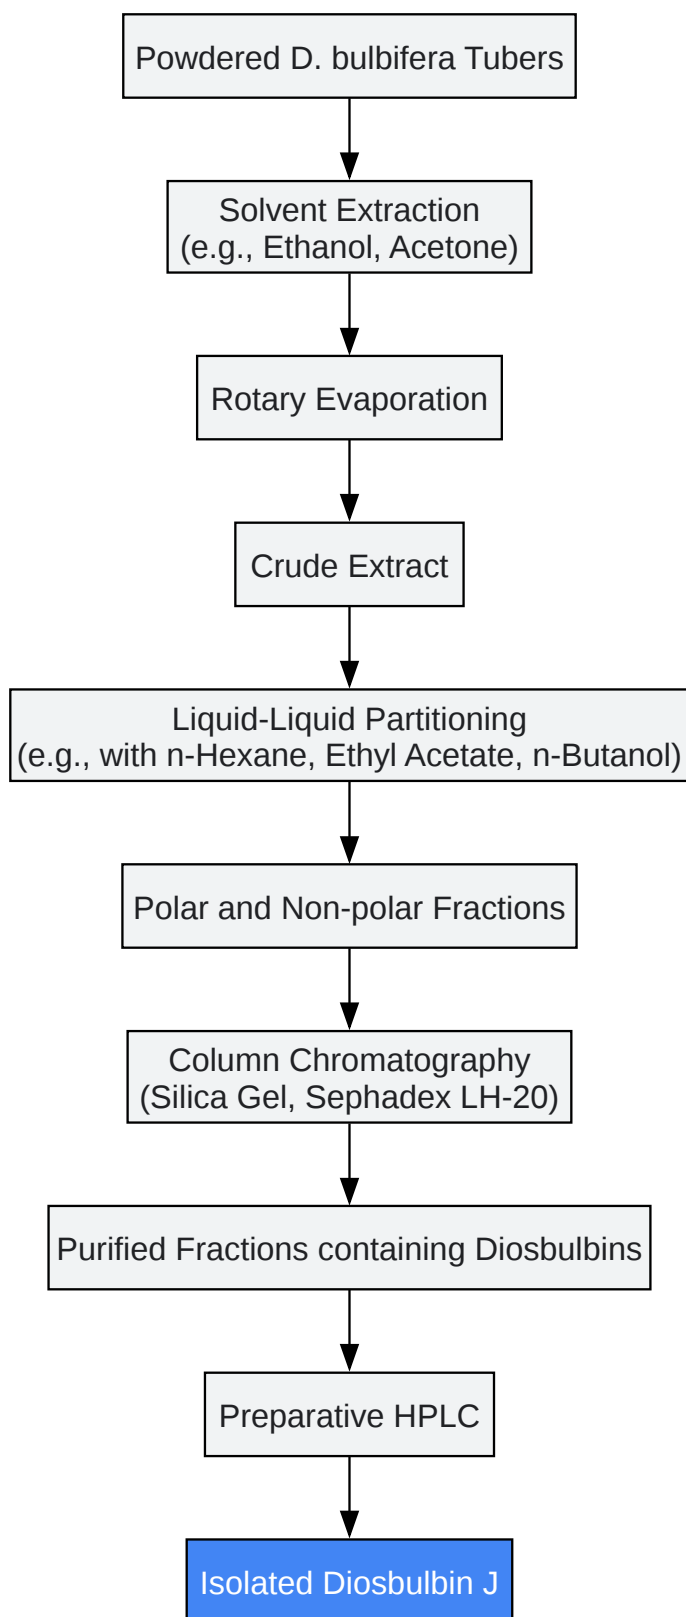 Powdered D. bulbifera Tubers
Solvent Extraction
(e.g., Ethanol, Acetone)
Rotary Evaporation
Crude Extract
Liquid-Liquid Partitioning
(e.g., with n-Hexane, Ethyl Acetate, n-Butanol)
Polar and Non-polar Fractions
Column Chromatography
(Silica Gel, Sephadex LH-20)
Purified Fractions containing Diosbulbins
Preparative HPLC
Isolated Diosbulbin J